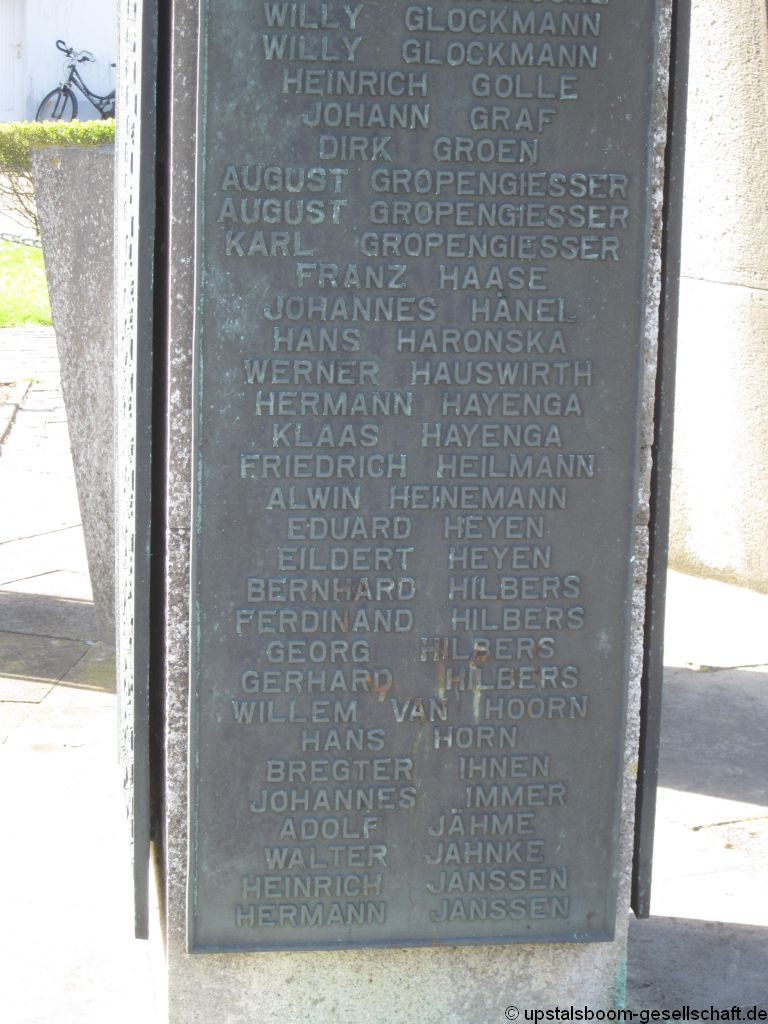 WILLY GLOCKMANN
WILLY GLOCKMANN
HEINRICH GOLLE
JOHANN GRAF
DIRK GROEN
AUGUST GROPENGIESSER
AUGUST GROPENGIESSER
KARL GROPENGIESSER
FRANZ HAASE
JOHANNES HÄNEL
HANS HARONSKA
WERNER HAUSWIRTH
HERMANN HAYENGA
KLAAS HAYENGA
FRIEDRICH HEILMANN
ALWIN HEINEMANN
EDUARD HEYEN
EILDERT HEYEN
BERNHARD HILBERS
FERDINAND HILBERS
GEORG HILBERS
GERHARD HILBERS
WILLEM VAN HOORN
HANS HORN
BREGTER IHNEN
JOHANNES IMMER
ADOLF JÄHME
WALTER JAHNKE
HEINRICH JANSSEN
HERMANN JANSSEN
© upstalsboom-gesellschaft.de